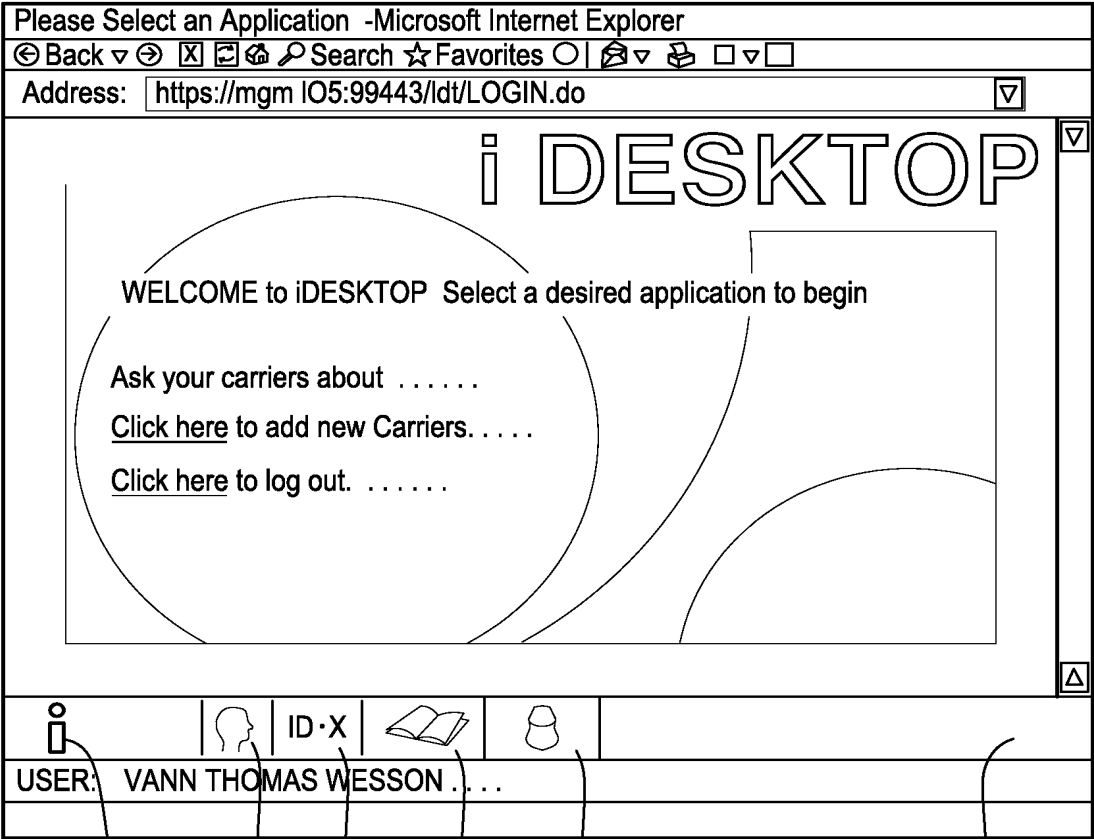 Please Select an Application -Microsoft Internet Explorer
Back Search Favorites
Address: https://mgm IO5:99443/ldt/LOGIN.do
i DESKTOP
WELCOME to iDESKTOP Select a desired application to begin
Ask your carriers about . . . . . .
Click here to add new Carriers. . . . .
Click here to log out. . . . . . .
i ID·X
USER: VANN THOMAS WESSON . . . .